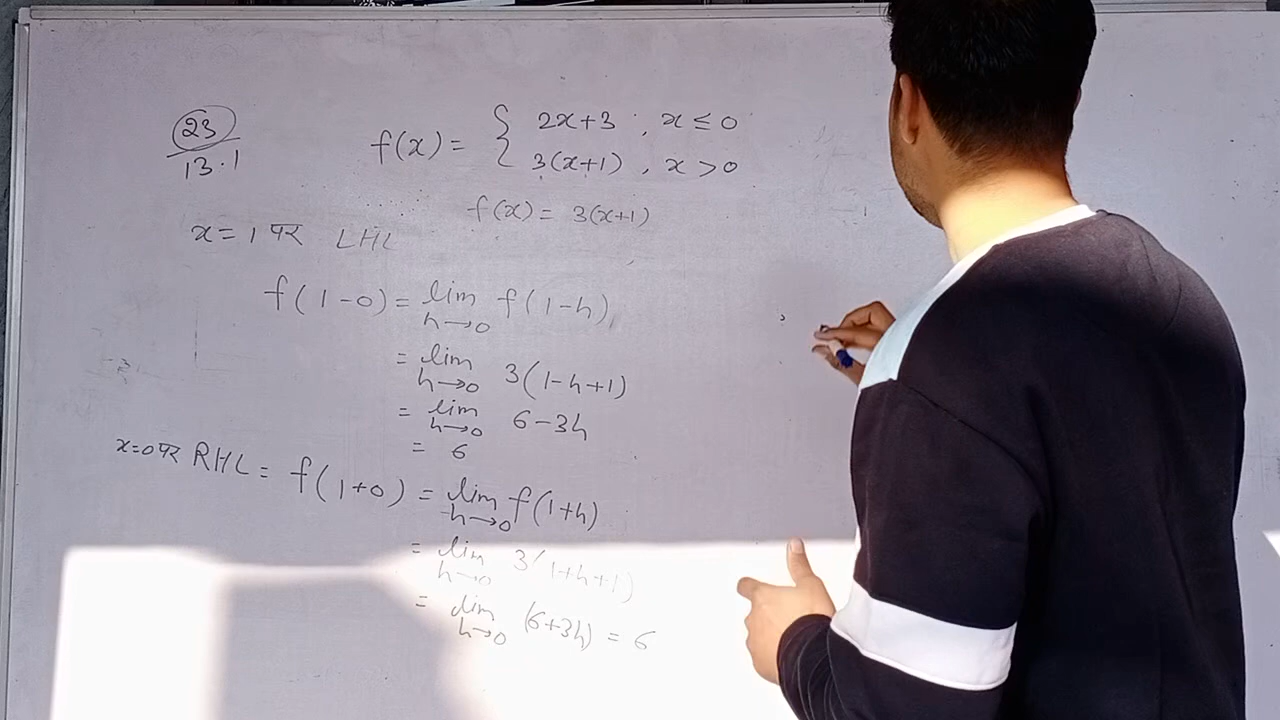 23
13.1
f(x) = { 2x+3 , x ≤ 0
3(x+1) , x > 0
f(x) = 3(x+1)
x=1 पर LHL
f(1-0) = lim h→0 f(1-h)
= lim h→0 3(1-h+1)
= lim h→0 6-3h
= 6
x=0 पर RHL = f(1+0) = lim h→0 f(1+h)
= lim h→0 3(1+h+1)
= lim h→0 (6+3h) = 6